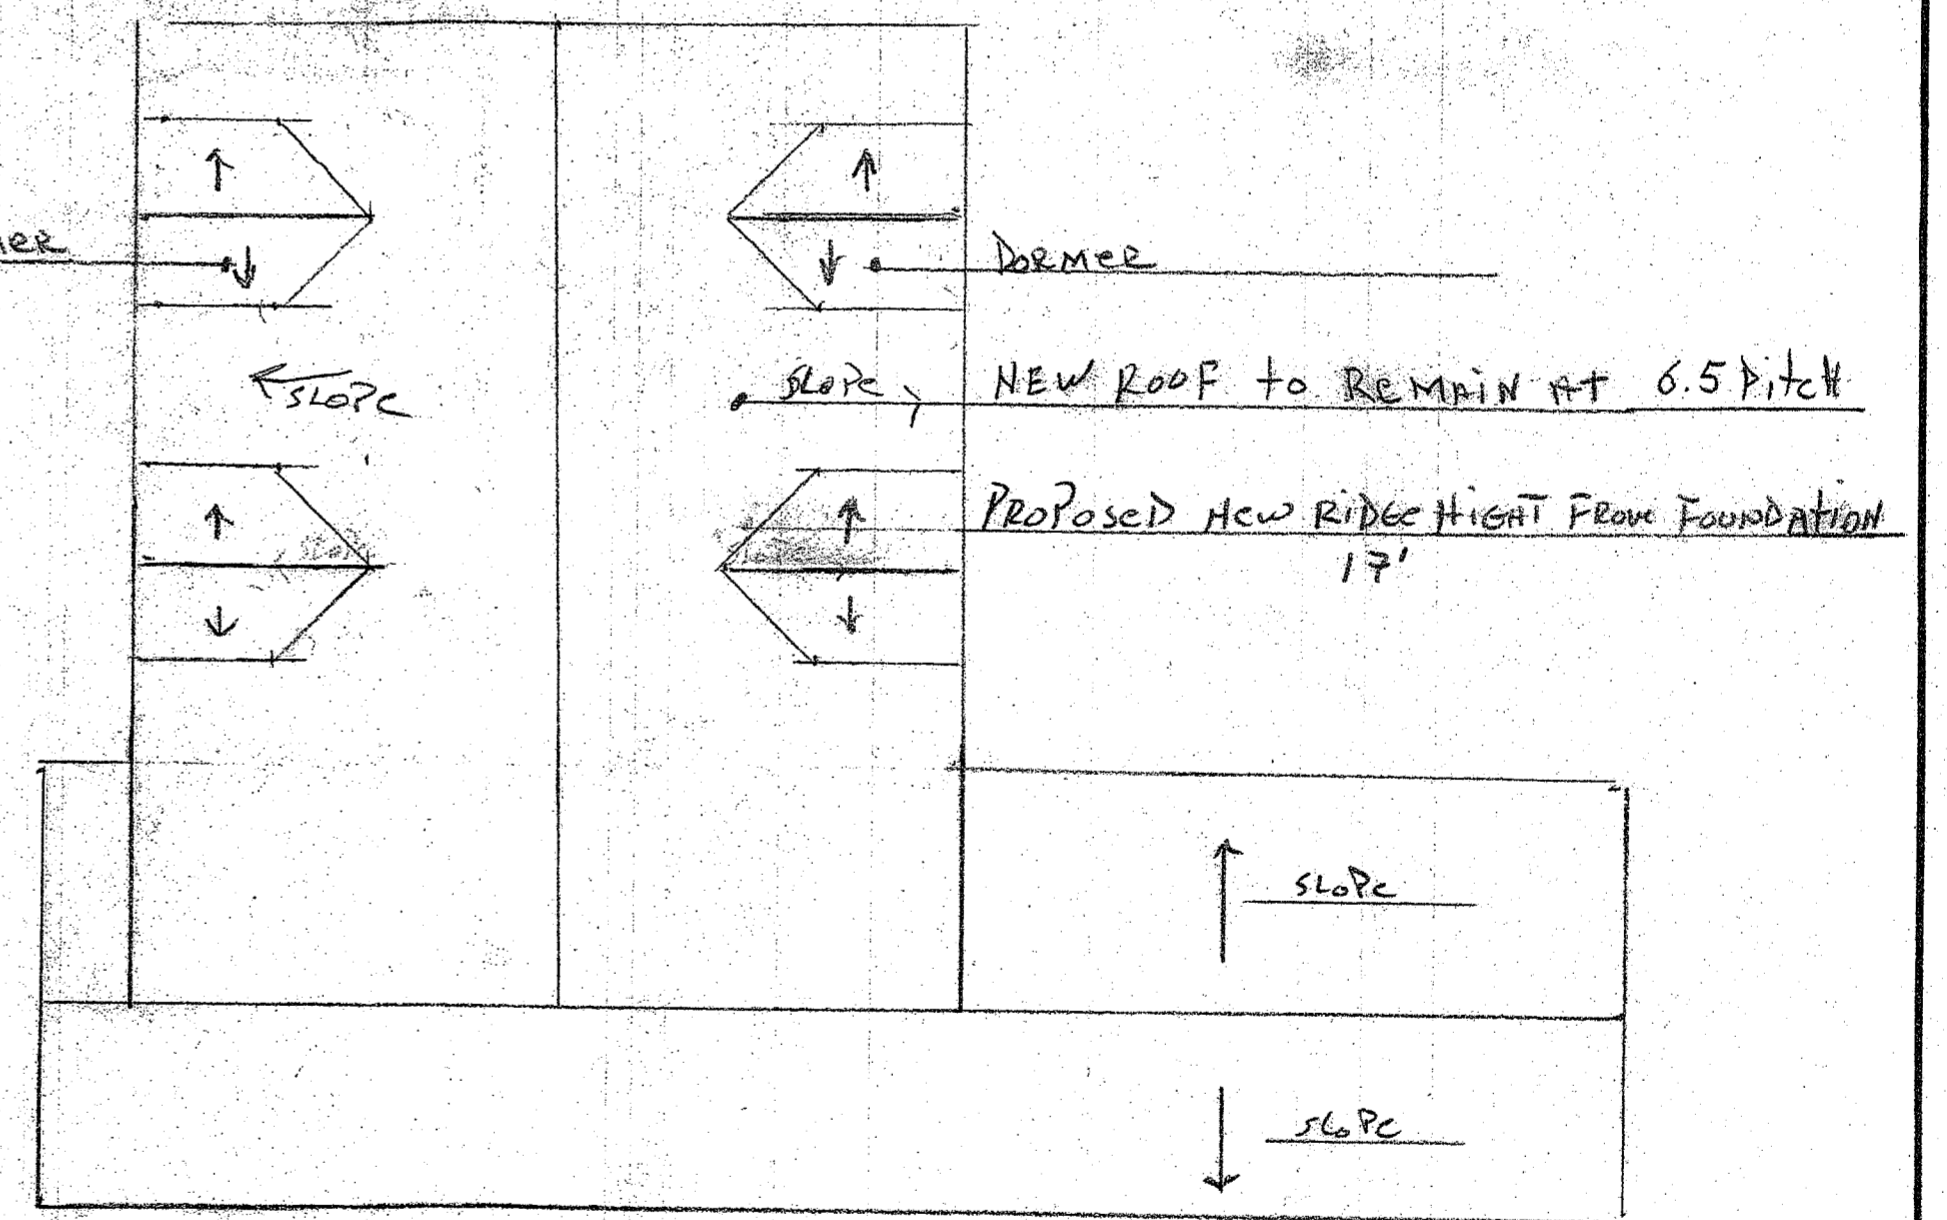 DORMER
SLOPE
SLOPE
NEW ROOF to REMAIN At 6.5 PitcH
PROPOSED NEW RIDGE HIGHT FROM FOUNDATION
17'
SLOPE
SLOPE